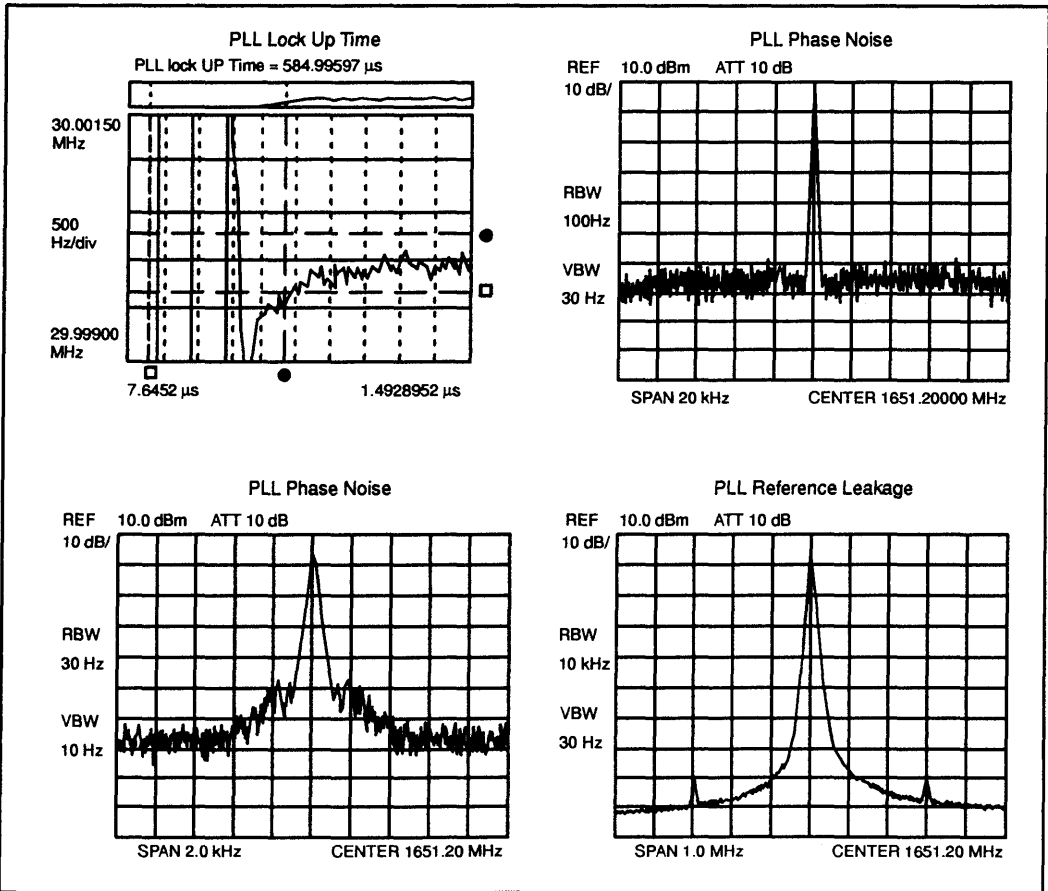 PLL Lock Up Time
PLL lock UP Time = 584.99597 µs
30.00150
MHz
500
Hz/div
29.99900
MHz
7.6452 µs
1.4928952 µs
PLL Phase Noise
REF 10.0 dBm ATT 10 dB
10 dB/
RBW
100Hz
VBW
30 Hz
SPAN 20 kHz
CENTER 1651.20000 MHz
PLL Phase Noise
REF 10.0 dBm ATT 10 dB
10 dB/
RBW
30 Hz
VBW
10 Hz
SPAN 2.0 kHz
CENTER 1651.20 MHz
PLL Reference Leakage
REF 10.0 dBm ATT 10 dB
10 dB/
RBW
10 kHz
VBW
30 Hz
SPAN 1.0 MHz
CENTER 1651.20 MHz